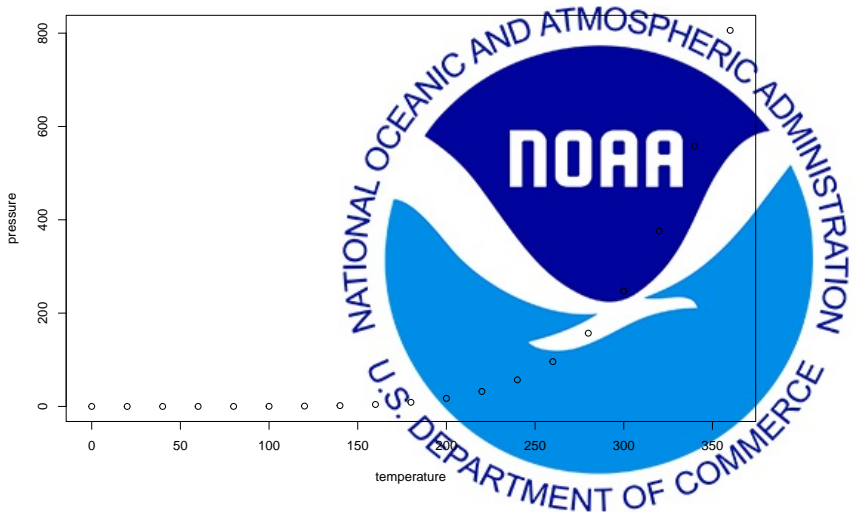 NATIONAL OCEANIC AND ATMOSPHERIC ADMINISTRATION
NOAA
U.S. DEPARTMENT OF COMMERCE
pressure
800
600
400
200
0
0 50 100 150 200 250 300 350
temperature